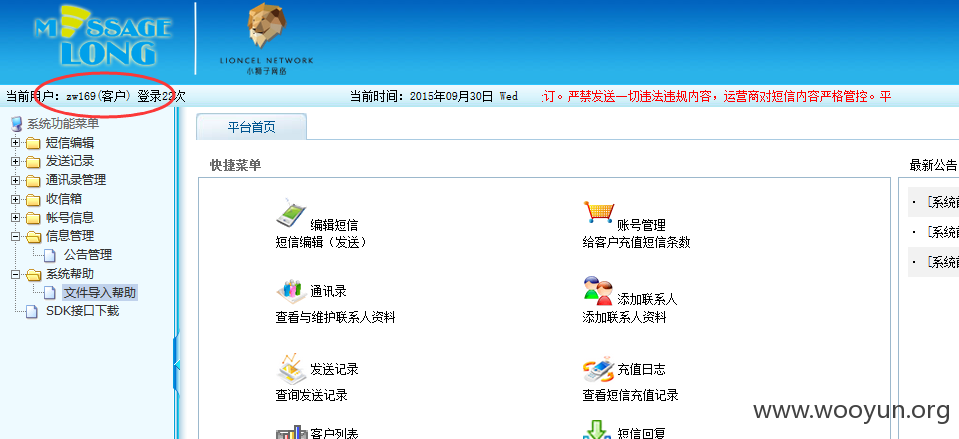 MESSAGE
LONG
LIONCEL NETWORK
小狮子网络
当前用户：zw169(客户) 登录22次
当前时间：2015年09月30日 Wed
订。严禁发送一切违法违规内容，运营商对短信内容严格管控。平
系统功能菜单
短信编辑
发送记录
通讯录管理
收信箱
帐号信息
信息管理
公告管理
系统帮助
文件导入帮助
SDK接口下载
平台首页
快捷菜单
编辑短信
短信编辑（发送）
账号管理
给客户充值短信条数
通讯录
查看与维护联系人资料
添加联系人
添加联系人资料
发送记录
查询发送记录
充值日志
查看短信充值记录
客户列表
短信回复
最新公告
· [系统
· [系统
· [系统
www.wooyun.org